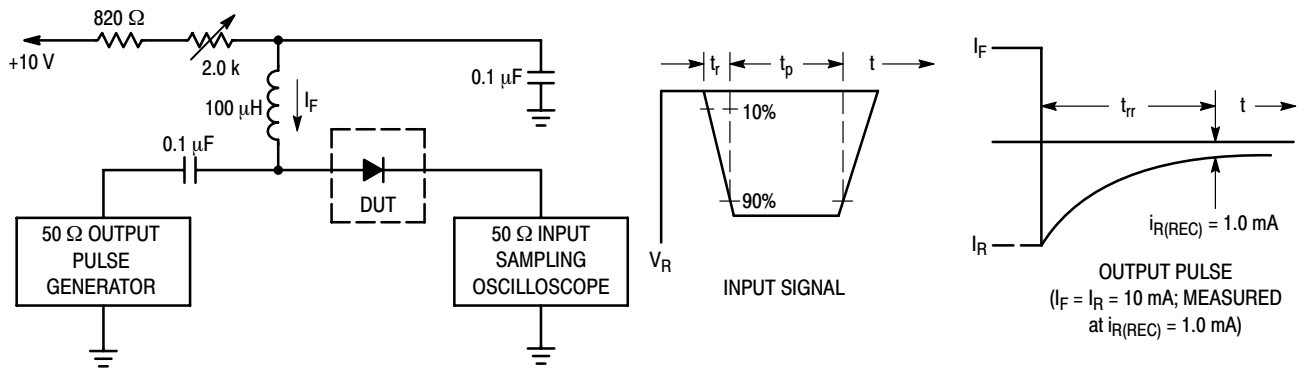 820 Ω
+10 V
2.0 k
100 µH
I_F
0.1 µF
0.1 µF
DUT
50 Ω OUTPUT
PULSE
GENERATOR
50 Ω INPUT
SAMPLING
OSCILLOSCOPE
t_r
t_p
t
10%
90%
V_R
INPUT SIGNAL
I_F
t_rr
t
I_R
i_R(REC) = 1.0 mA
OUTPUT PULSE
(I_F = I_R = 10 mA; MEASURED
at i_R(REC) = 1.0 mA)